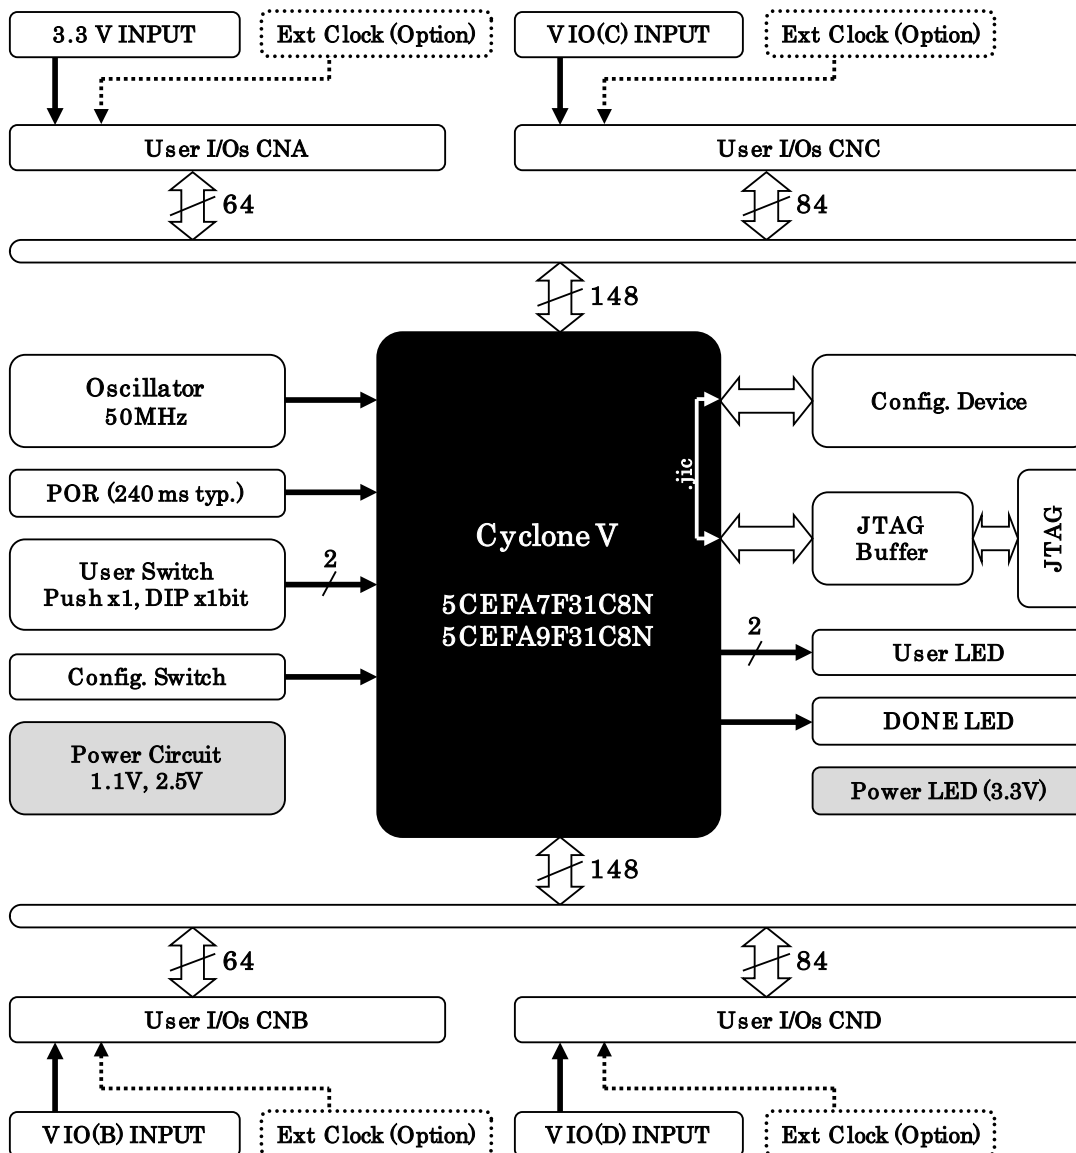 3.3 V INPUT
Ext Clock (Option)
VIO(C) INPUT
Ext Clock (Option)
User I/Os CNA
User I/Os CNC
64
84
148
Oscillator
50MHz
POR (240 ms typ.)
User Switch
Push x1, DIP x1bit
2
Config. Switch
Power Circuit
1.1V, 2.5V
Cyclone V
5CEFA7F31C8N
5CEFA9F31C8N
.jic
Config. Device
JTAG
Buffer
JTAG
2
User LED
DONE LED
Power LED (3.3V)
148
64
84
User I/Os CNB
User I/Os CND
VIO(B) INPUT
Ext Clock (Option)
VIO(D) INPUT
Ext Clock (Option)